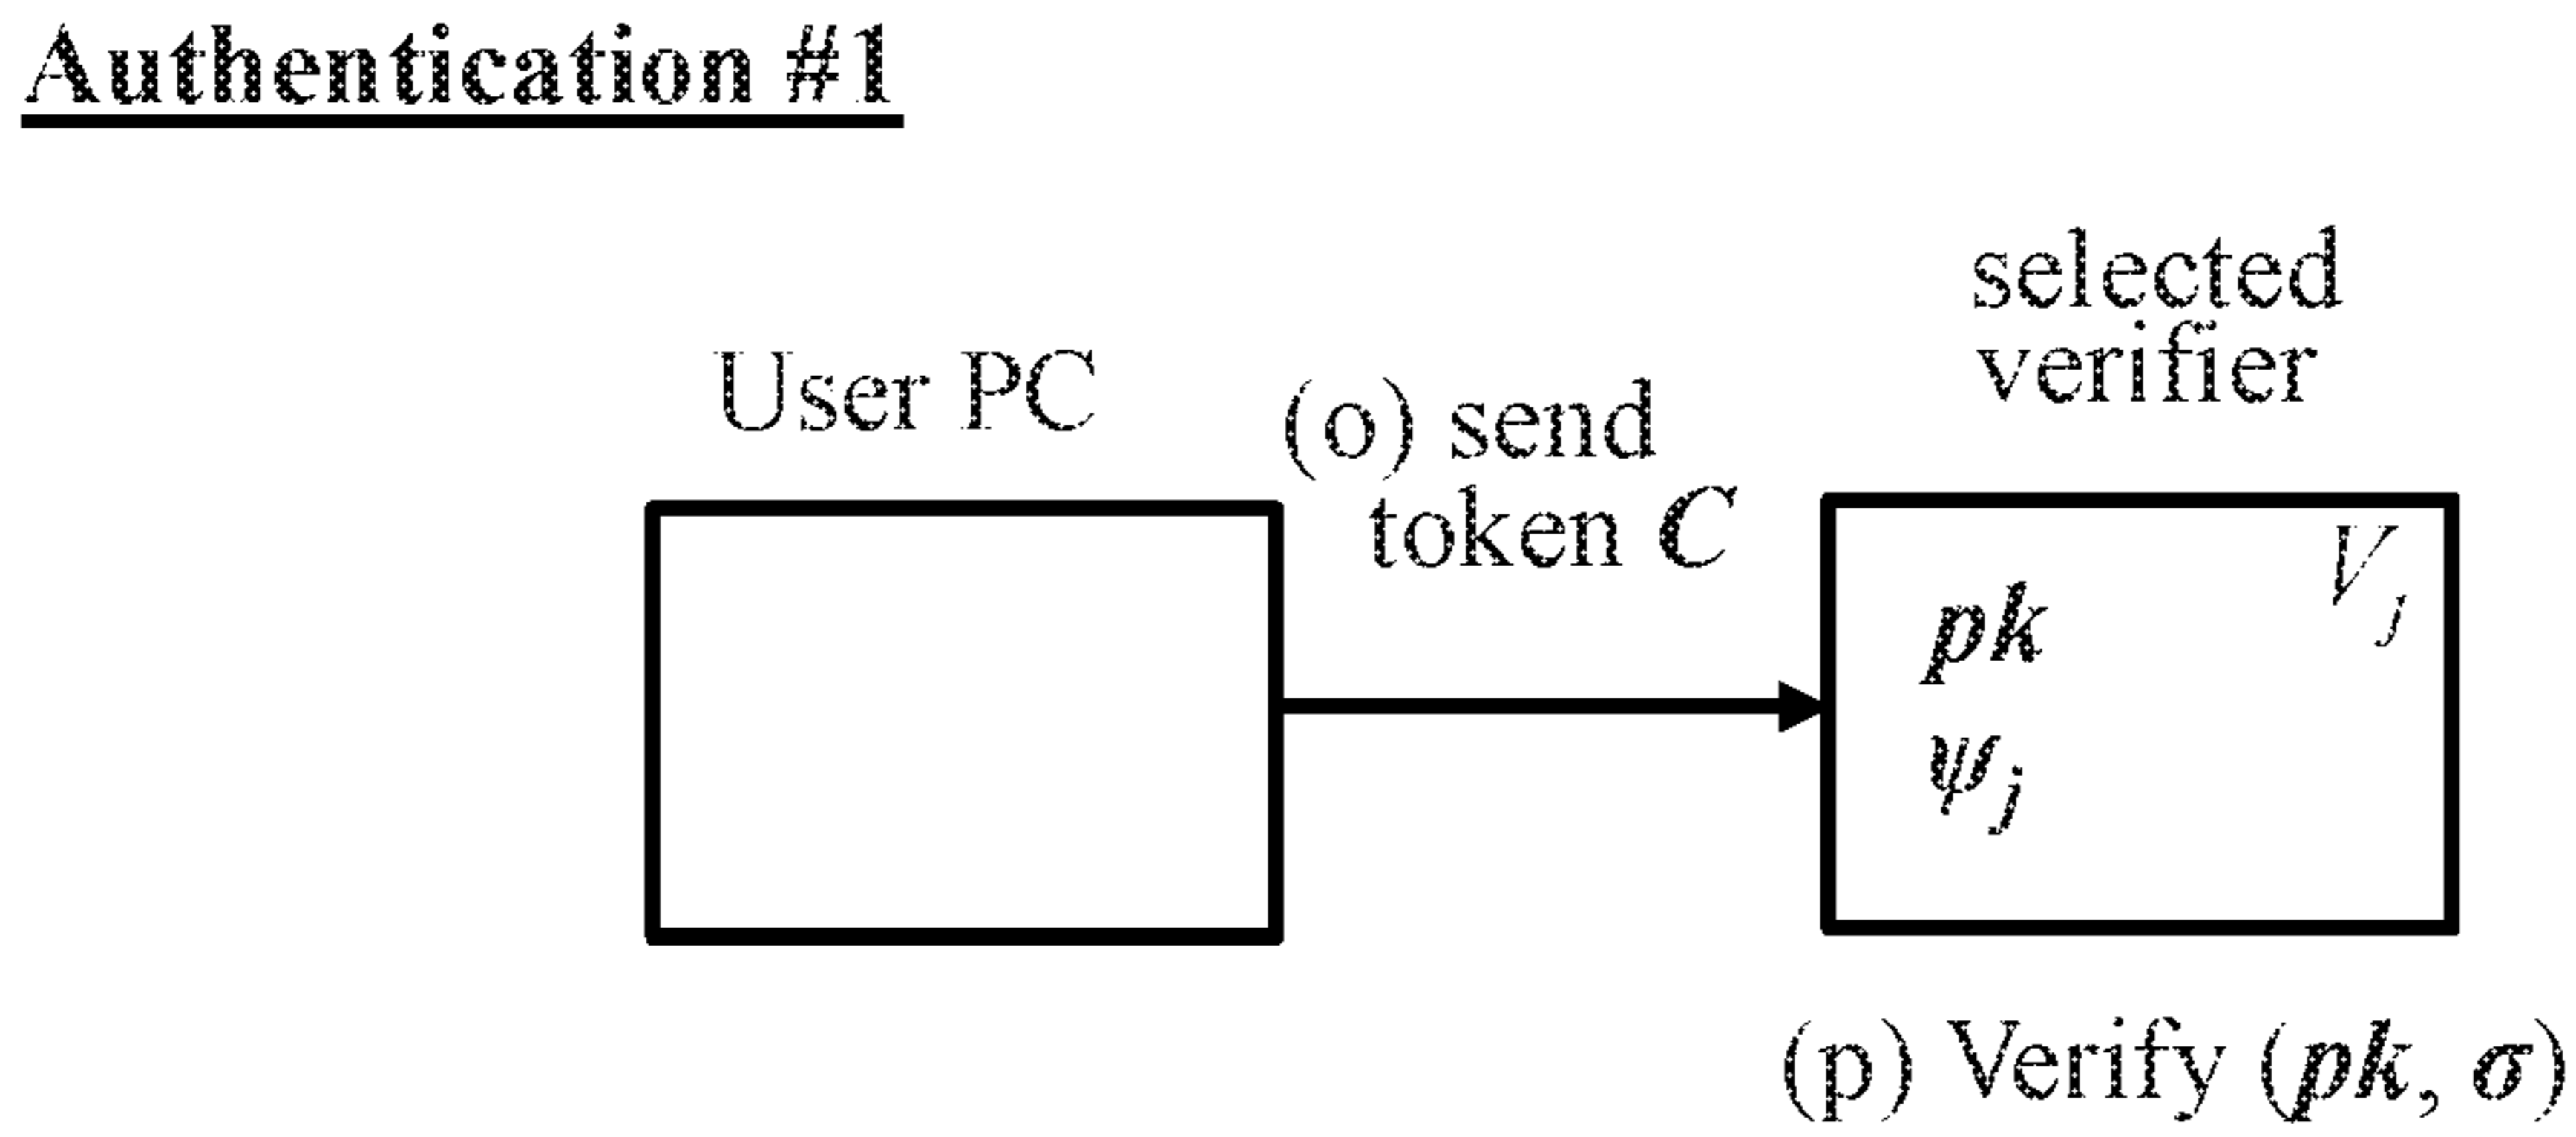 Authentication #1
User PC
(o) send
token C
selected
verifier
V_j
pk
ψ_j
(p) Verify (pk, σ)